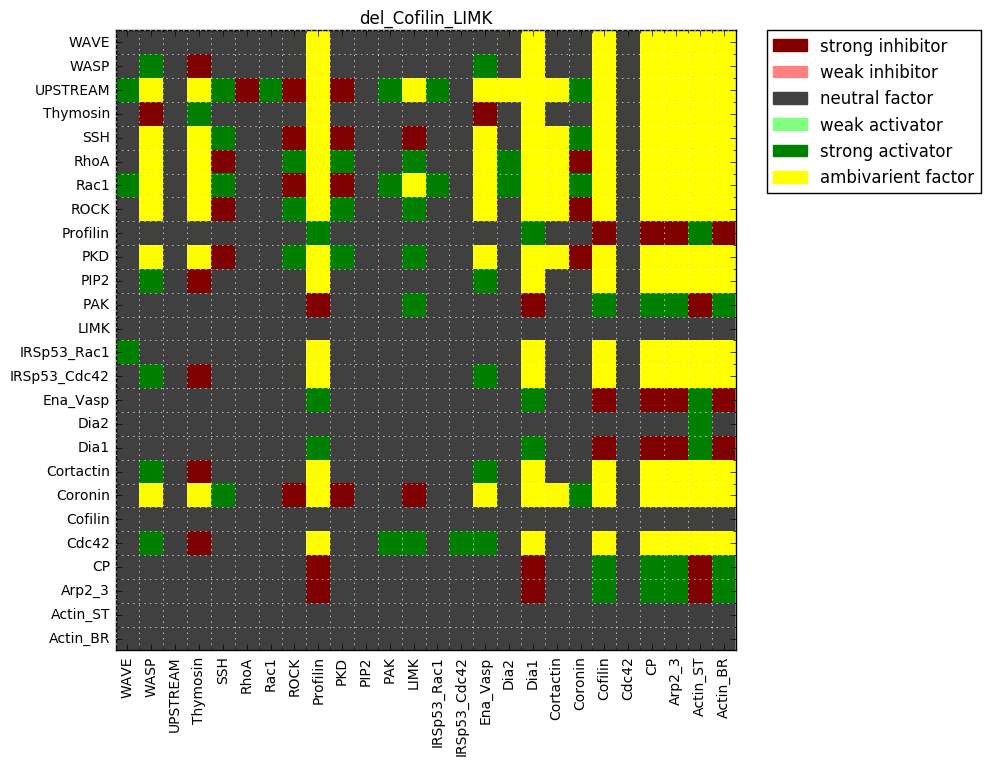 del_Cofilin_LIMK
WAVE
WASP
UPSTREAM
Thymosin
SSH
RhoA
Rac1
ROCK
Profilin
PKD
PIP2
PAK
LIMK
IRSp53_Rac1
IRSp53_Cdc42
Ena_Vasp
Dia2
Dia1
Cortactin
Coronin
Cofilin
Cdc42
CP
Arp2_3
Actin_ST
Actin_BR
WAVE
WASP
UPSTREAM
Thymosin
SSH
RhoA
Rac1
ROCK
Profilin
PKD
PIP2
PAK
LIMK
IRSp53_Rac1
IRSp53_Cdc42
Ena_Vasp
Dia2
Dia1
Cortactin
Coronin
Cofilin
Cdc42
CP
Arp2_3
Actin_ST
Actin_BR
strong inhibitor
weak inhibitor
neutral factor
weak activator
strong activator
ambivarient factor